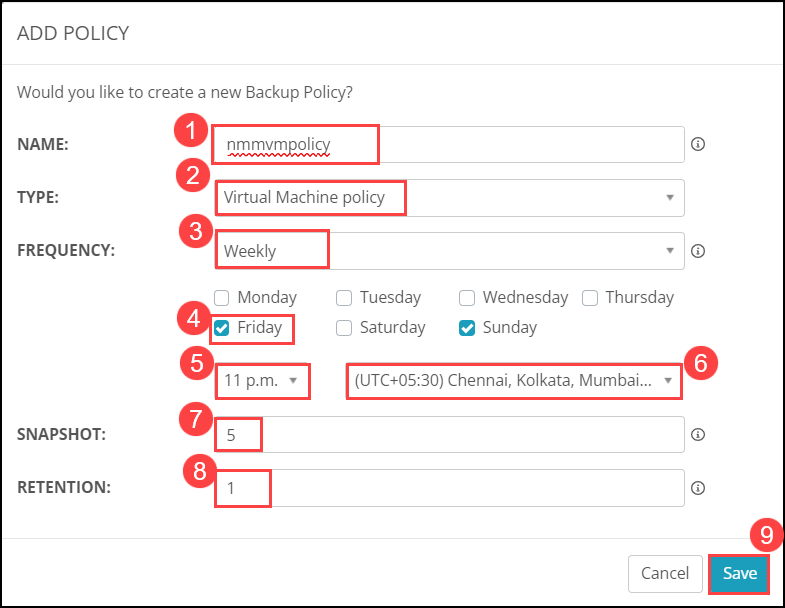 ADD POLICY
Would you like to create a new Backup Policy?
1
NAME: nmmvmpolicy
2
TYPE: Virtual Machine policy
3
FREQUENCY: Weekly
Monday Tuesday Wednesday Thursday
4 Friday Saturday Sunday
5 6
11 p.m. (UTC+05:30) Chennai, Kolkata, Mumbai...
7
SNAPSHOT: 5
8
RETENTION: 1
9
Cancel Save